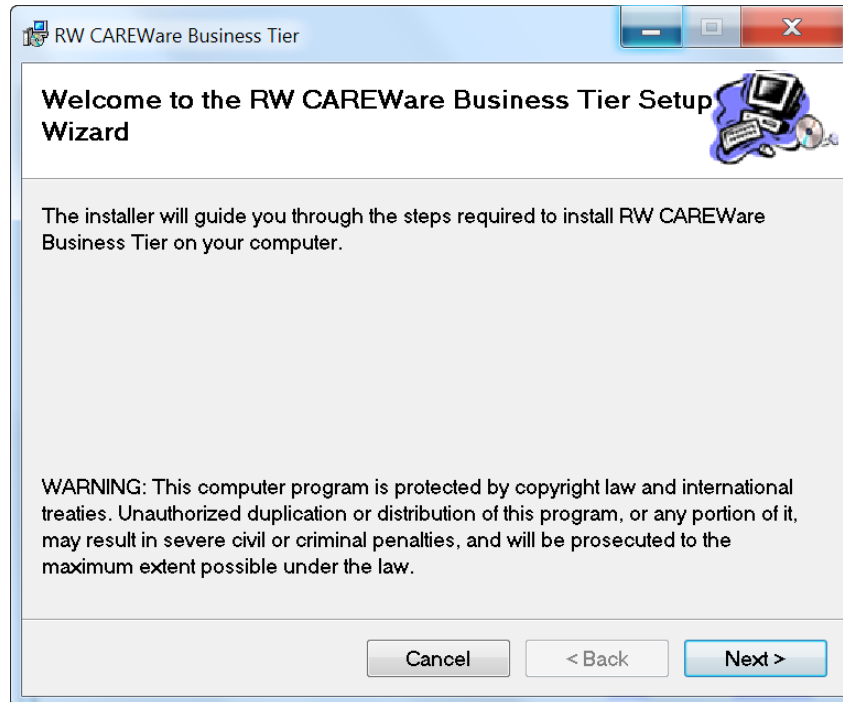 RW CAREWare Business Tier
Welcome to the RW CAREWare Business Tier Setup
Wizard
The installer will guide you through the steps required to install RW CAREWare
Business Tier on your computer.
WARNING: This computer program is protected by copyright law and international
treaties. Unauthorized duplication or distribution of this program, or any portion of it,
may result in severe civil or criminal penalties, and will be prosecuted to the
maximum extent possible under the law.
Cancel
< Back
Next >